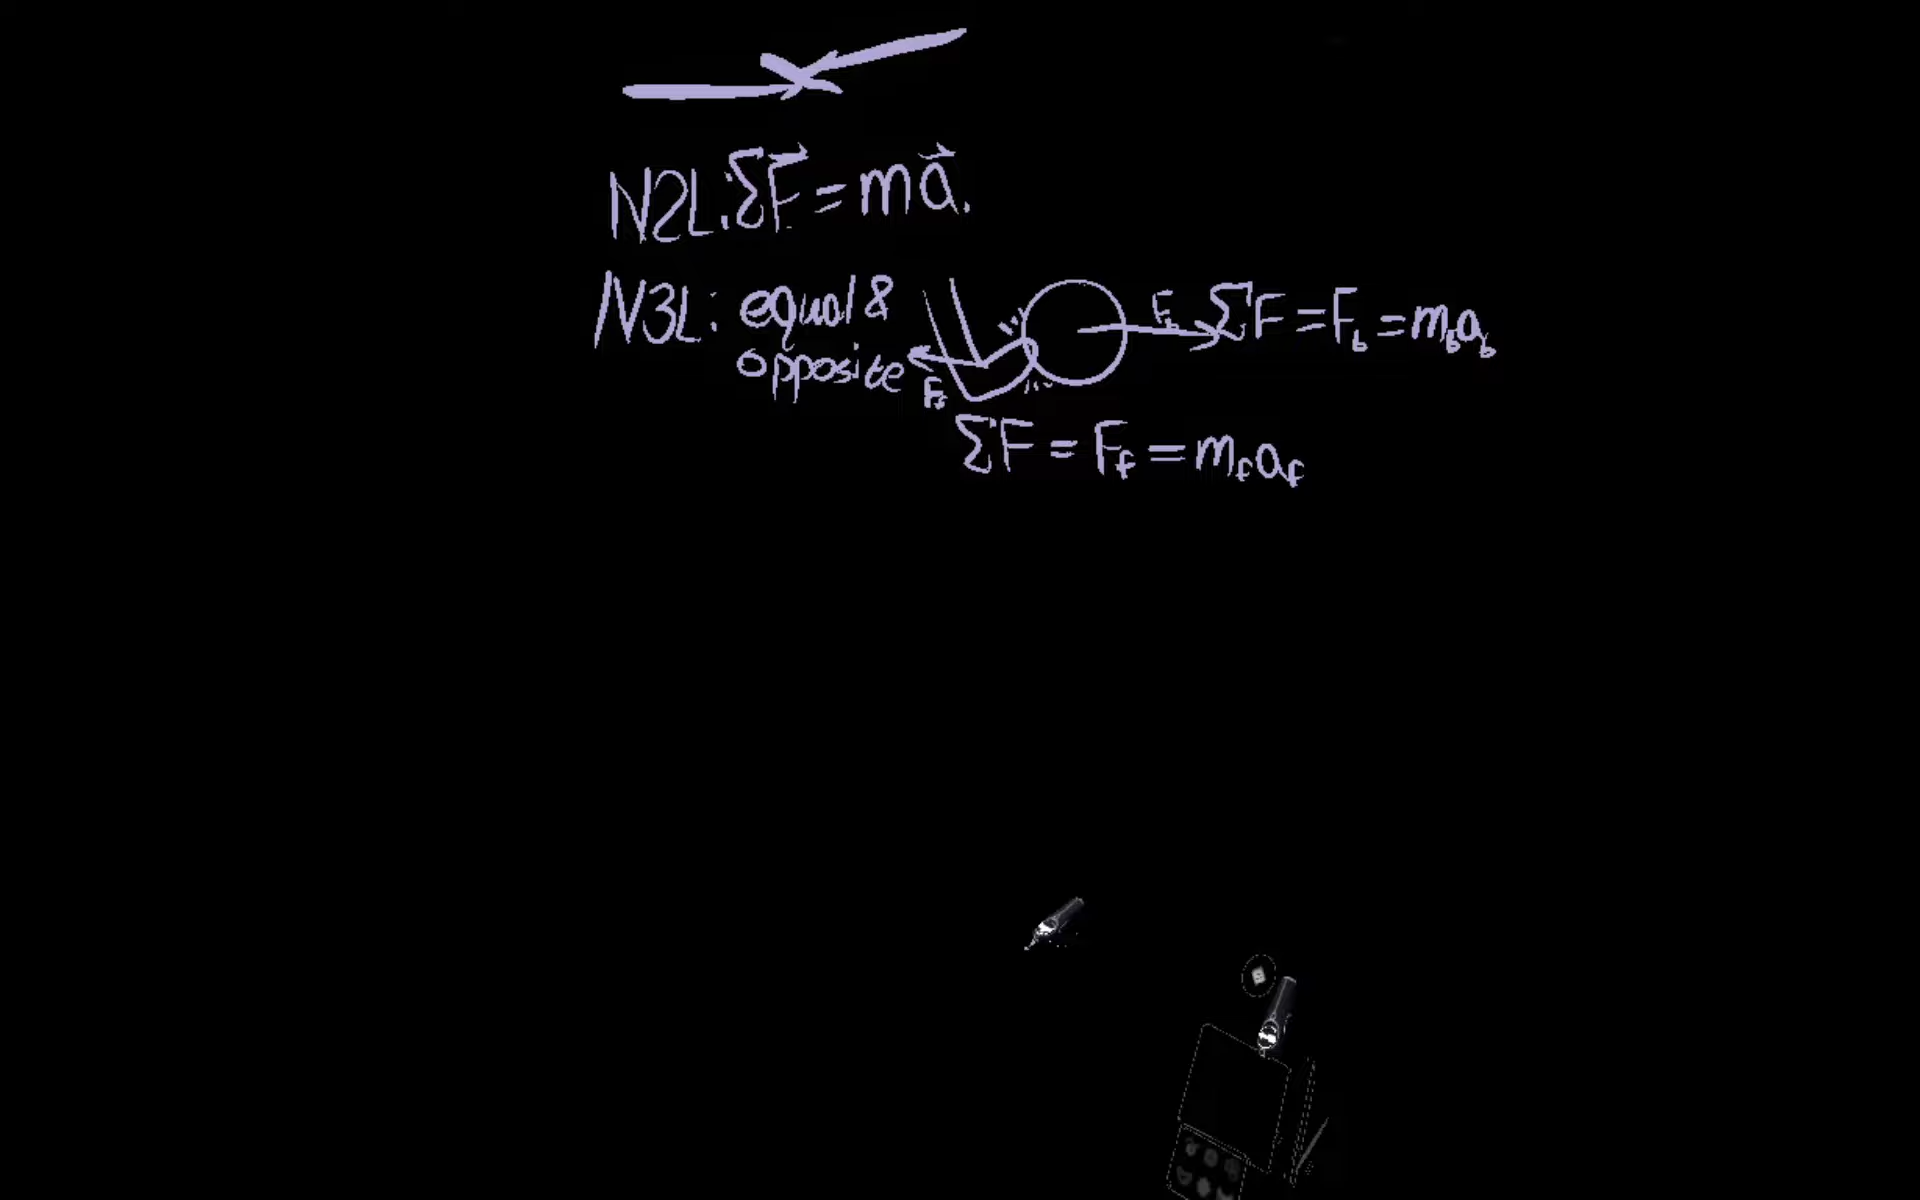 N2L: ΣF⃗ = ma⃗.
N3L: equal &
opposite
F_b ΣF = F_b = m_b a_b
F_f
ΣF = F_f = m_f a_f